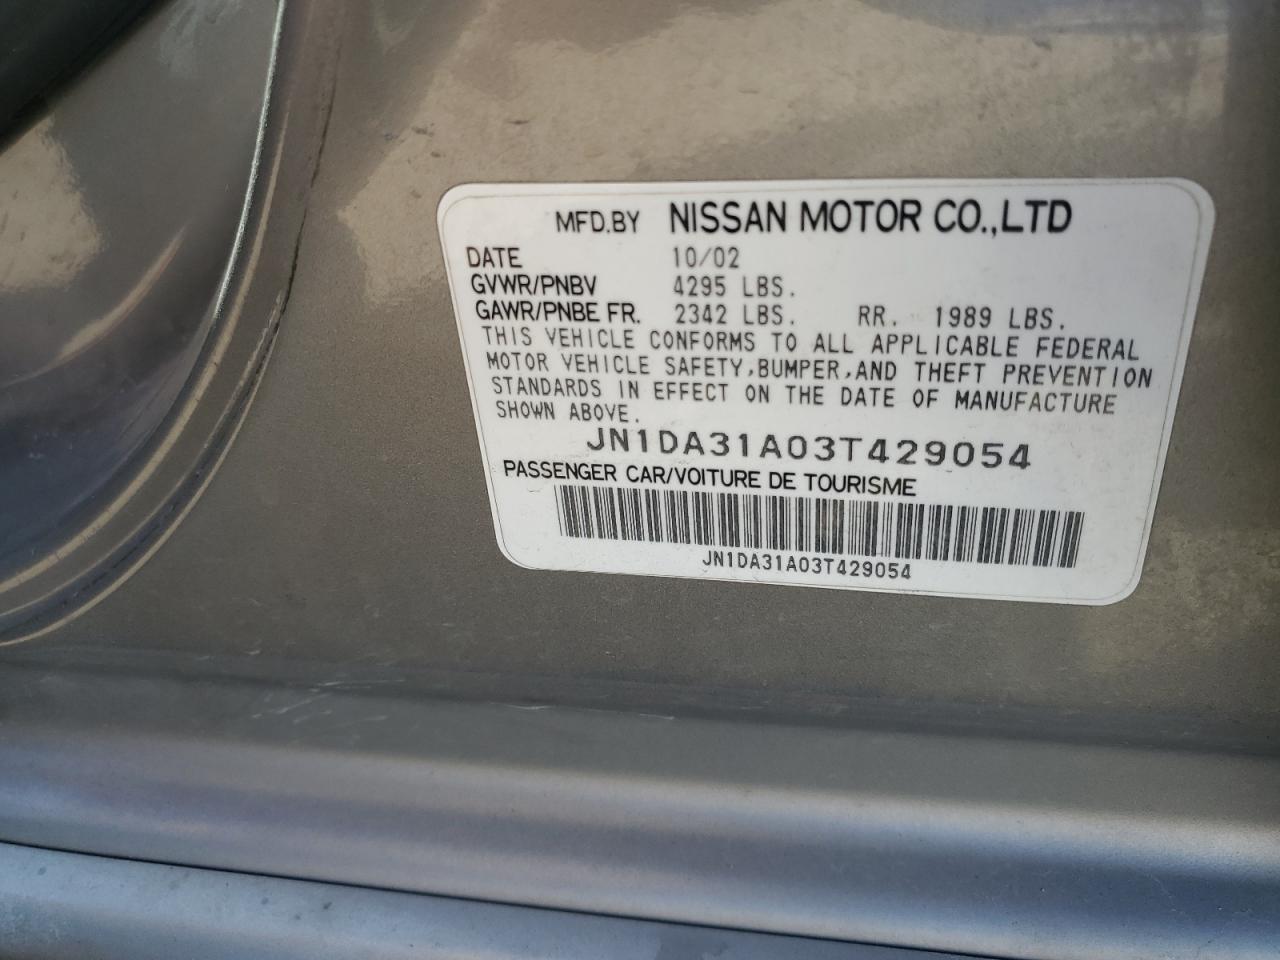 MFD.BY NISSAN MOTOR CO.,LTD
DATE 10/02
GVWR/PNBV 4295 LBS.
GAWR/PNBE FR. 2342 LBS. RR. 1989 LBS.
THIS VEHICLE CONFORMS TO ALL APPLICABLE FEDERAL
MOTOR VEHICLE SAFETY,BUMPER,AND THEFT PREVENTION
STANDARDS IN EFFECT ON THE DATE OF MANUFACTURE
SHOWN ABOVE.
JN1DA31A03T429054
PASSENGER CAR/VOITURE DE TOURISME
JN1DA31A03T429054